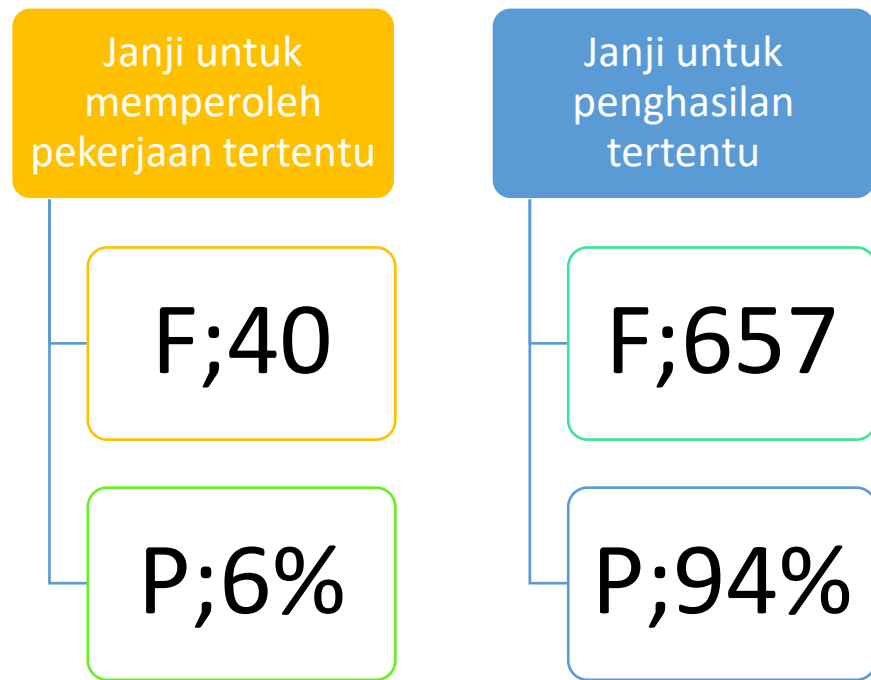 Janji untuk
memperoleh
pekerjaan tertentu
F;40
P;6%
Janji untuk
penghasilan
tertentu
F;657
P;94%